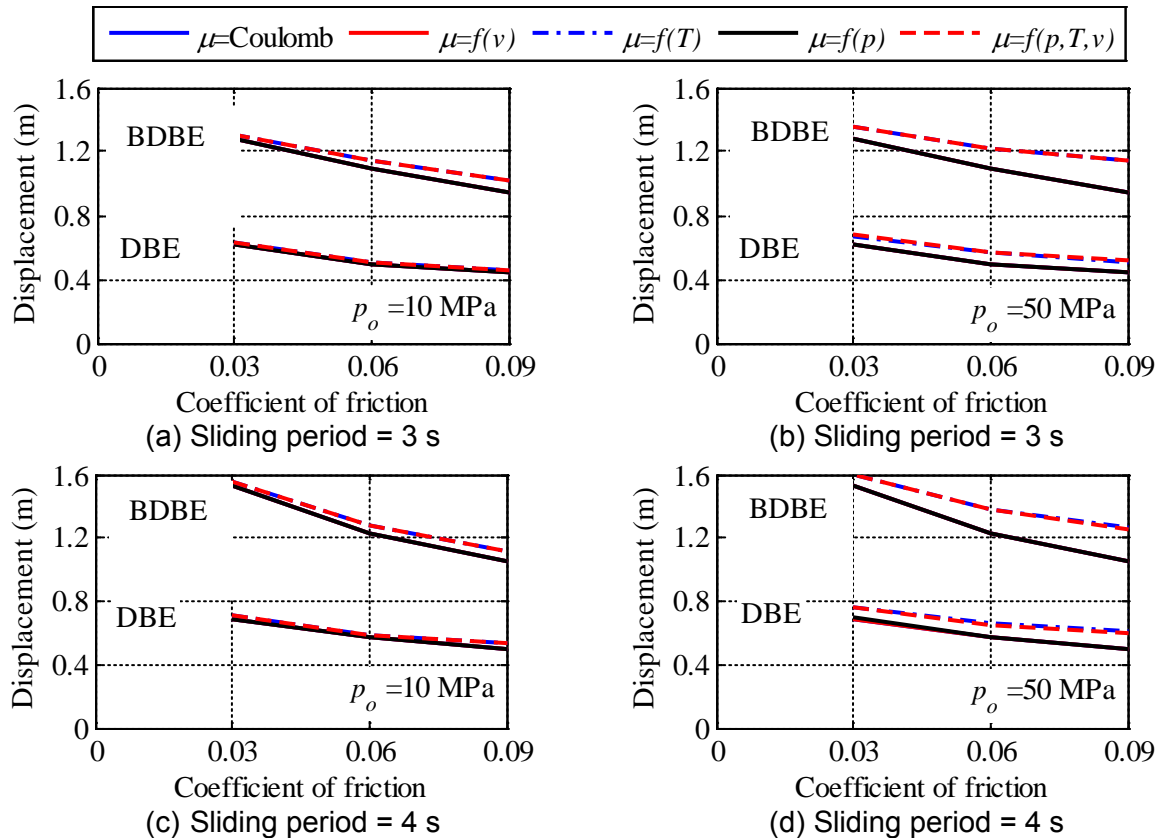 μ=Coulomb μ=f(v) μ=f(T) μ=f(p) μ=f(p,T,v)
Displacement (m)
1.6
1.2
0.8
0.4
0
BDBE
DBE
p_o =10 MPa
0 0.03 0.06 0.09
Coefficient of friction
(a) Sliding period = 3 s
Displacement (m)
1.6
1.2
0.8
0.4
0
BDBE
DBE
p_o =50 MPa
0 0.03 0.06 0.09
Coefficient of friction
(b) Sliding period = 3 s
Displacement (m)
1.6
1.2
0.8
0.4
0
BDBE
DBE
p_o =10 MPa
0 0.03 0.06 0.09
Coefficient of friction
(c) Sliding period = 4 s
Displacement (m)
1.6
1.2
0.8
0.4
0
BDBE
DBE
p_o =50 MPa
0 0.03 0.06 0.09
Coefficient of friction
(d) Sliding period = 4 s